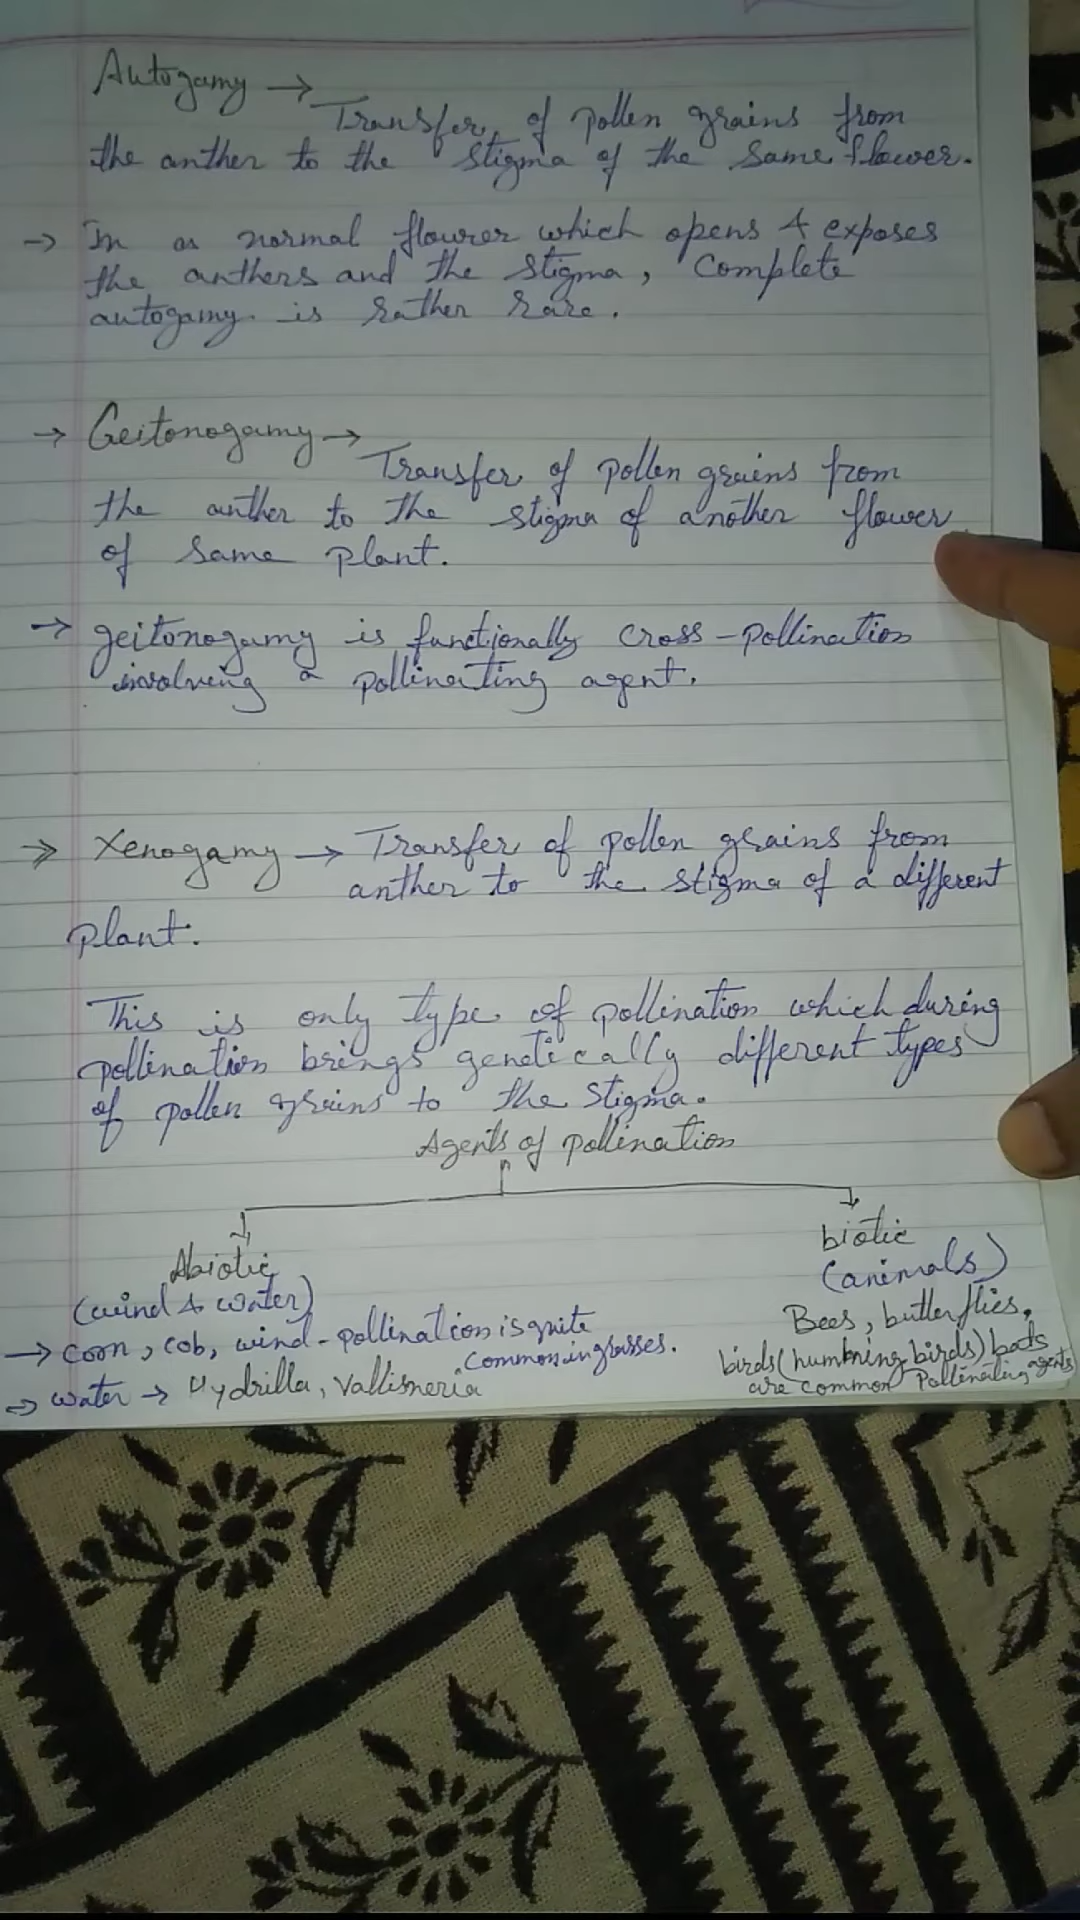 Autogamy →
Transfer of pollen grains from
the anther to the stigma of the same flower.
→ In a normal flower which opens & exposes
the anthers and the stigma, complete
autogamy is rather rare.
→ Geitonogamy →
Transfer of pollen grains from
the anther to the stigma of another flower
of same plant.
→ geitonogamy is functionally cross-pollination
involving a pollinating agent.
→ Xenogamy → Transfer of pollen grains from
anther to the stigma of a different
plant.
This is only type of pollination which during
pollination brings genetically different types
of pollen grains to the stigma.
Agents of pollination
Abiotic
(wind & water)
biotic
(animals)
→ corn, cob, wind-pollination is quite
common in grasses.
→ water → Hydrilla, Vallisneria
Bees, butterflies,
birds (humming birds) bats
are common Pollinating agents